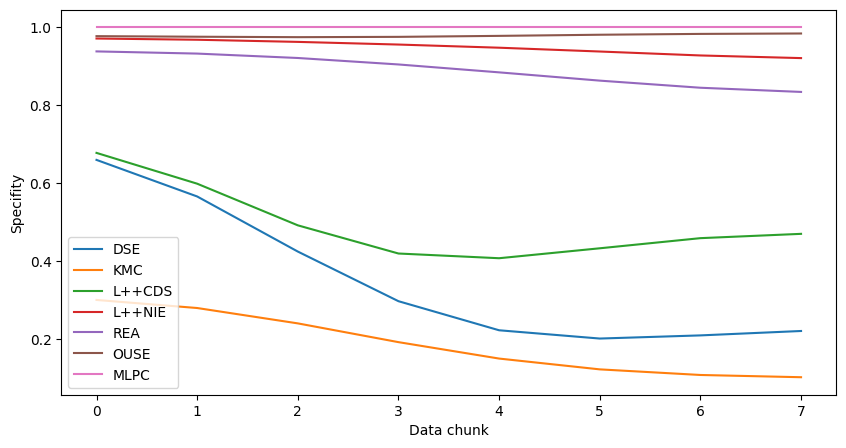 1.0
0.8
0.6
0.4
0.2
Specifity
DSE
KMC
L++CDS
L++NIE
REA
OUSE
MLPC
0 1 2 3 4 5 6 7
Data chunk